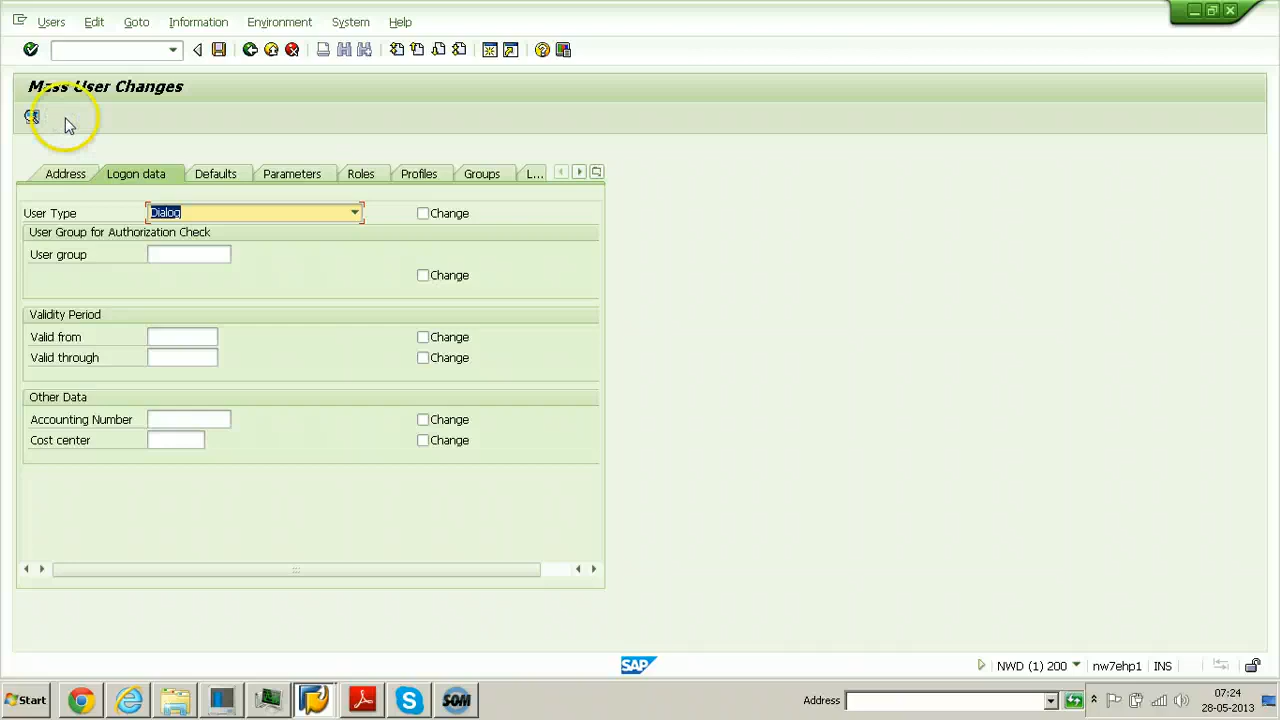 Users Edit Goto Information Environment System Help
Mass User Changes
Address Logon data Defaults Parameters Roles Profiles Groups L...
User Type Dialog Change
User Group for Authorization Check
User group
Change
Validity Period
Valid from Change
Valid through Change
Other Data
Accounting Number Change
Cost center Change
SAP NWD (1) 200 nw7ehp1 INS
Start S SOM Address 07:24
28-05-2013